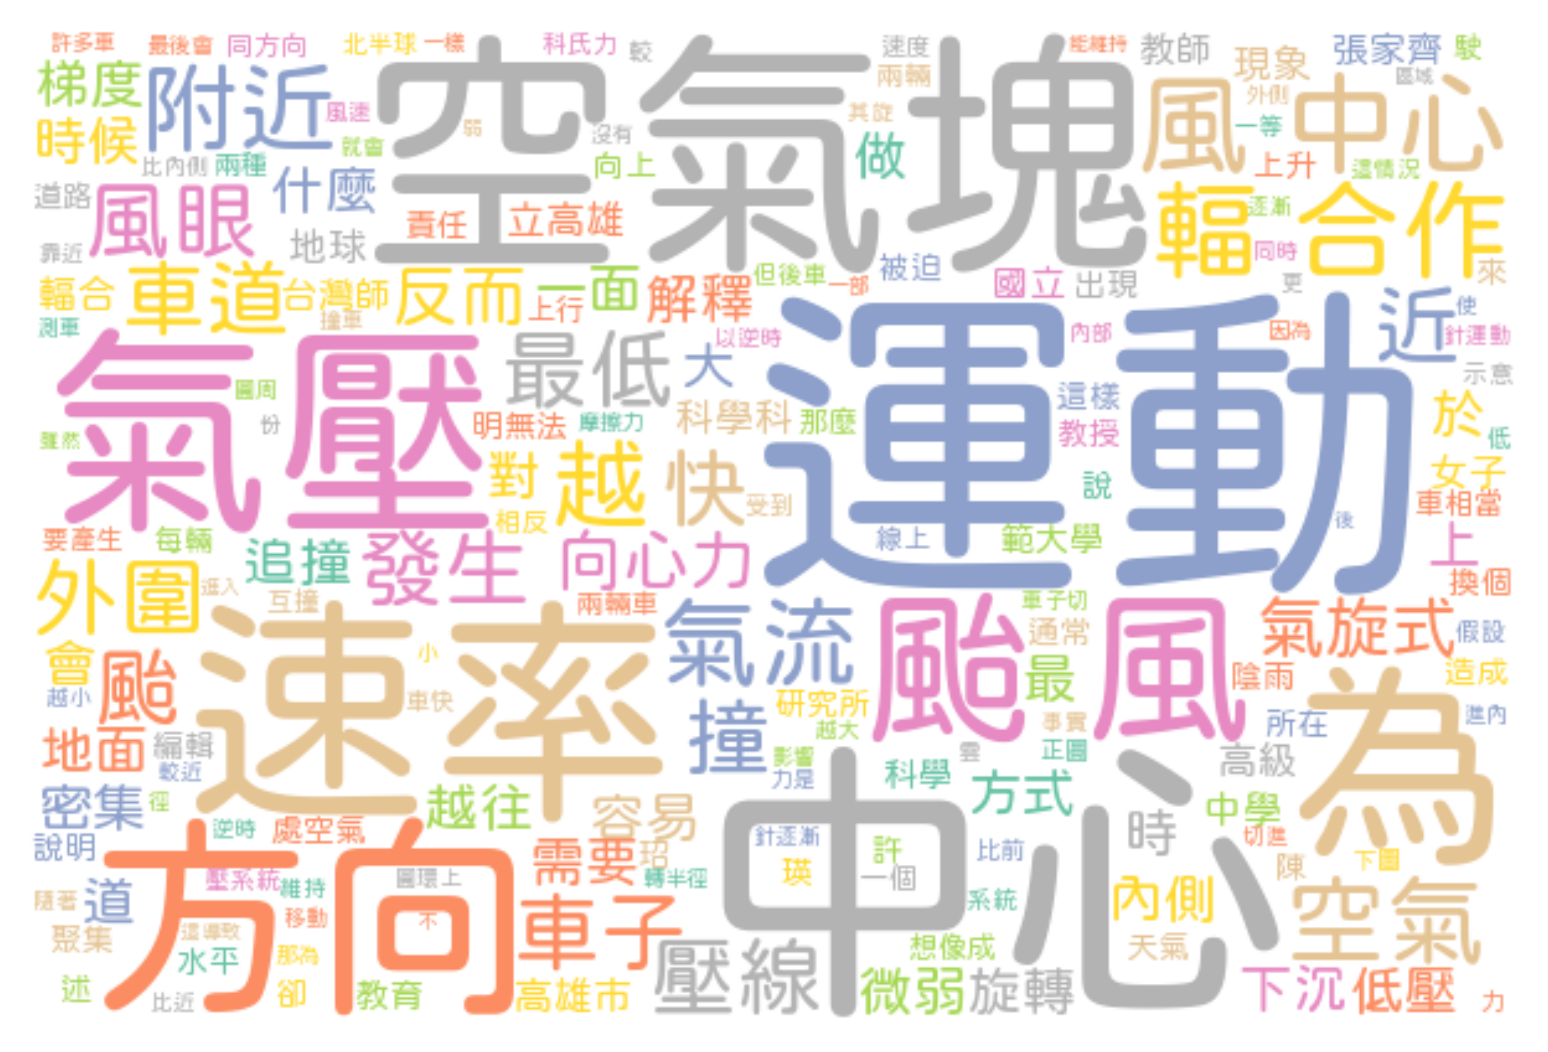 許多車 最後會 同方向 北半球 一樣 科氏力 較 速度 能維持 教師 現象 張家齊 駛
梯度 附近 空氣塊 兩輛 風中心 區域
時候 風速 弱 沒有 其旋 做 外側 一等
比內側 兩種 就會 向上 上升 這情況
道路 風眼 什麼 責任 立高雄 輻合作 逐漸
靠近 地球 被迫 同時 來
輻合 車道 台灣師 反而 上行 一面 解釋 但後車 一部 國立 出現 更 近 使
測車 撞車 以逆時 運動 內部 因為 針運動
氣壓 最低 大 示意
圓周 這樣 於
雖然 份 明無法 摩擦力 科學科 那麼 教授 低
對 越 快 說 女子
相反 受到 後 車相當
要產生 每輛 追撞 發生 向心力 線上 範大學 上
外圍 進入 互撞 兩輛車 氣流 颱風 車子切 換個
會 颱 速率 小 通常 氣旋式 假設
越小 車快 最 陰雨 造成
撞 研究所 越大 事實 為 所在 進內
地面 編輯 較近 影響 雲 正圓 高級
力是 中心 科學 方式
密集 徑 越往 容易 時 中學
說明 逆時 處空氣 針逐漸 許 比前 切進
方向 需要 珆 瑛 陳 下圖
壓系統 維持 圓環上 轉半徑 一個
隨著 道 移動 不 車子 系統 內側 空氣
聚集 這導致 水平 那為 壓線 想像成 天氣
述 比近 卻 教育 高雄市 微弱 旋轉 下沉 低壓 力